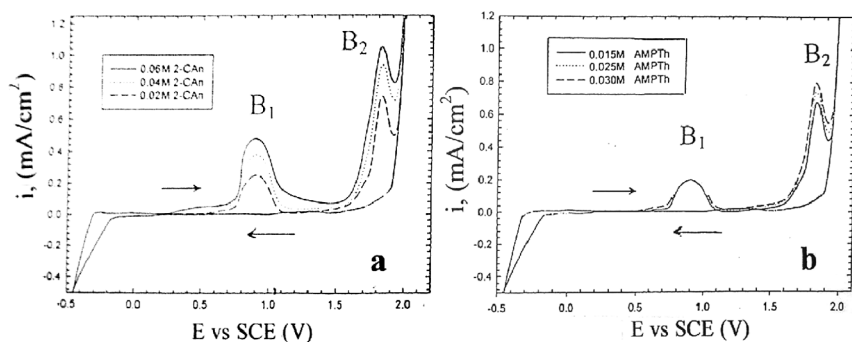 1.2
1.0
0.8
0.6
0.4
0.2
0.0
-0.2
-0.4
i, (mA/cm²)
0.06M 2-CAn
0.04M 2-CAn
0.02M 2-CAn
B₁
B₂
a
-0.5
0.0
0.5
1.0
1.5
2.0
E vs SCE (V)
1.2
1.0
0.8
0.6
0.4
0.2
0.0
-0.2
-0.4
i, (mA/cm²)
0.015M AMPTh
0.025M AMPTh
0.030M AMPTh
B₁
B₂
b
-0.5
0.0
0.5
1.0
1.5
2.0
E vs SCE (V)